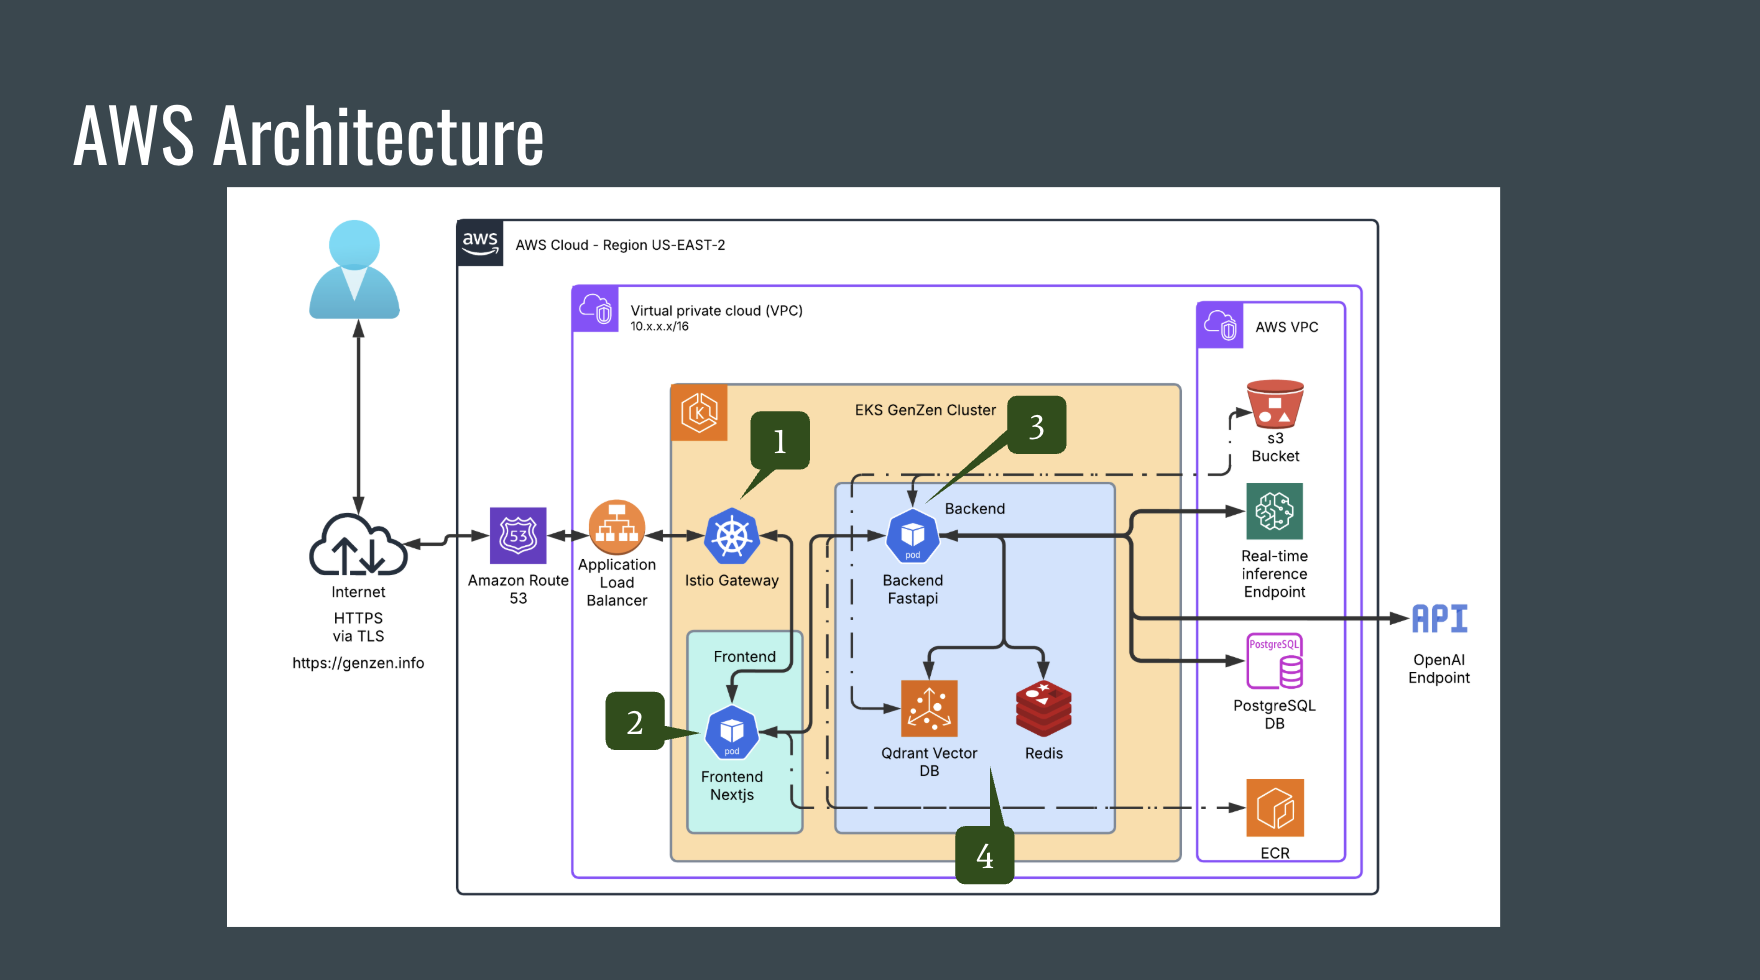 AWS Architecture
aws
AWS Cloud - Region US-EAST-2
Virtual private cloud (VPC)
10.x.x.x/16
AWS VPC
K
EKS GenZen Cluster
1
3
s3
Bucket
Backend
53
pod
Amazon Route
53
Application
Load
Balancer
Istio Gateway
Backend
Fastapi
Real-time
inference
Endpoint
Internet
HTTPS
via TLS
https://genzen.info
API
OpenAI
Endpoint
Frontend
PostgreSQL
PostgreSQL
DB
2
pod
Frontend
Nextjs
Qdrant Vector
DB
Redis
4
ECR